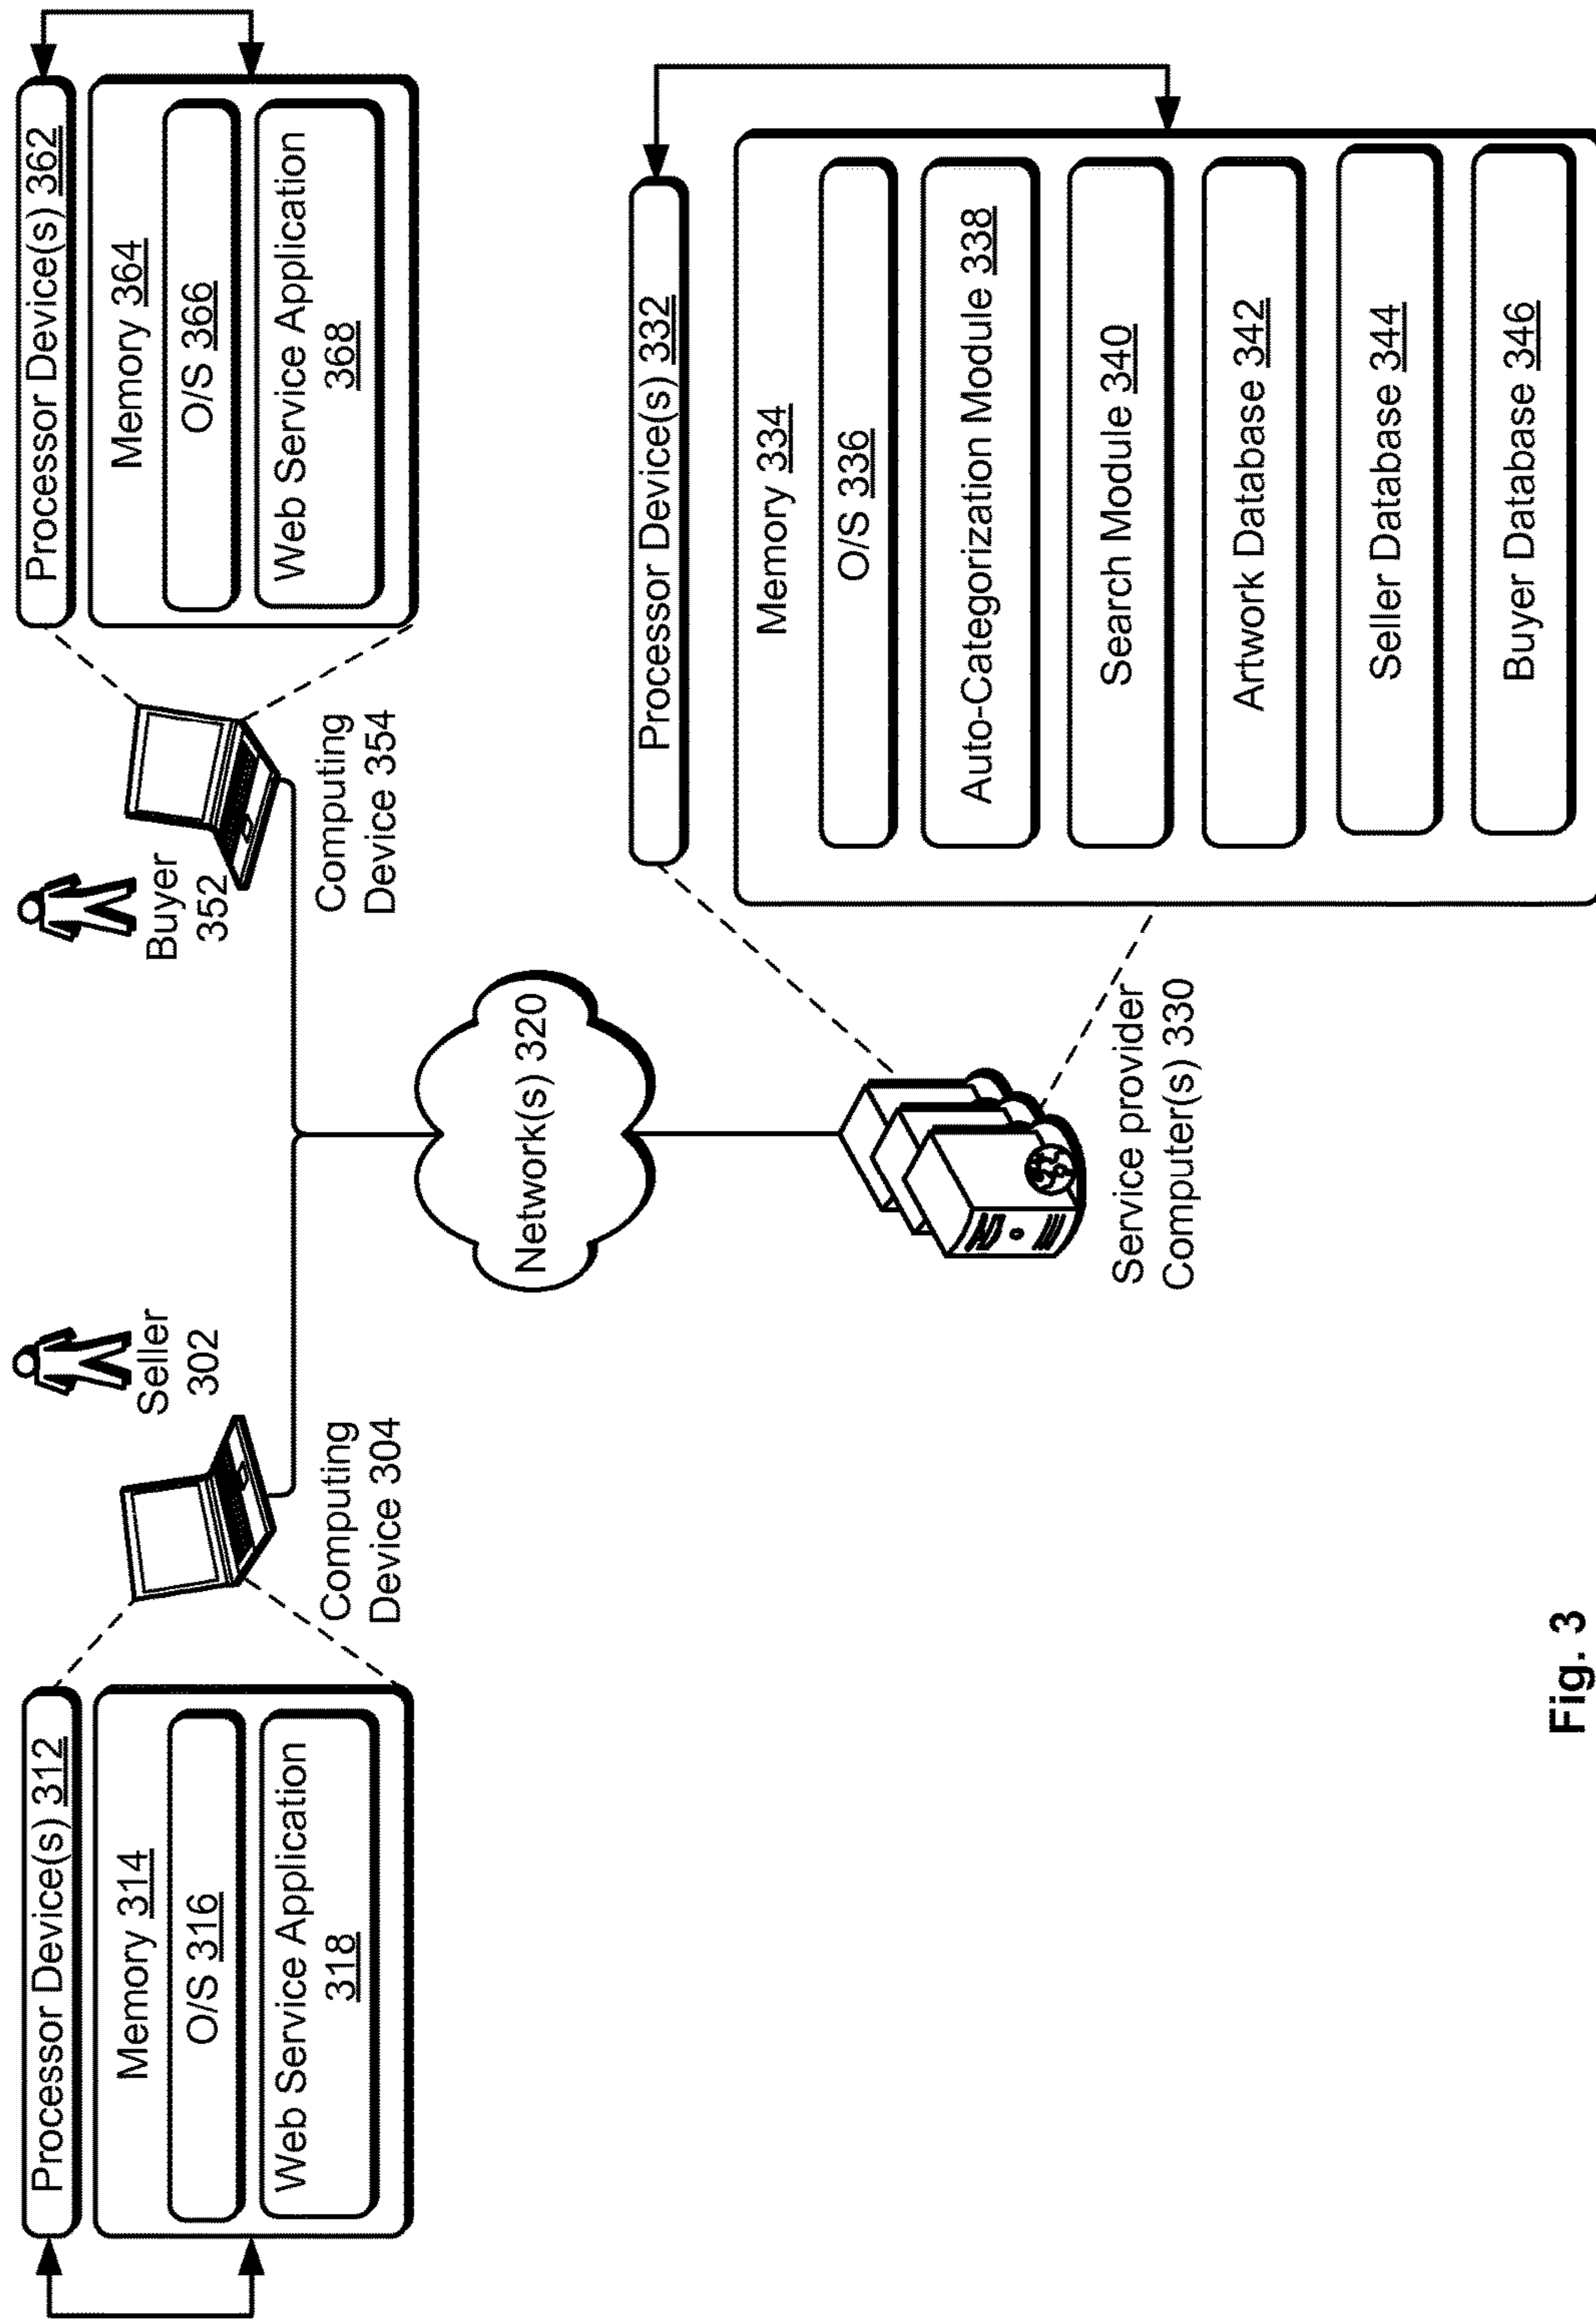 Processor Device(s) 312
Memory 314
O/S 316
Web Service Application
318
Seller
302
Computing
Device 304
Buyer
352
Computing
Device 354
Processor Device(s) 362
Memory 364
O/S 366
Web Service Application
368
Network(s) 320
Service provider
Computer(s) 330
Processor Device(s) 332
Memory 334
O/S 336
Auto-Categorization Module 338
Search Module 340
Artwork Database 342
Seller Database 344
Buyer Database 346
Fig. 3